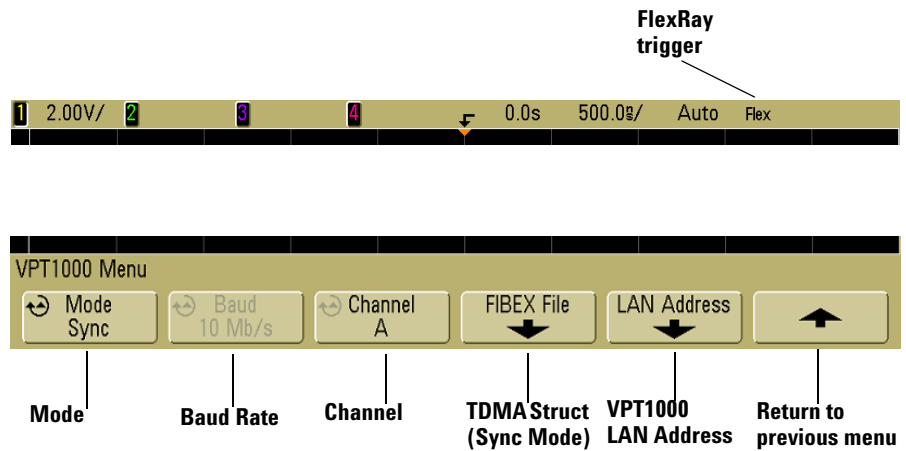 FlexRay
trigger
1 2.00V/ 2 3 4 0.0s 500.0ns/ Auto Flex
VPT1000 Menu
Mode Baud Channel FIBEX File LAN Address
Sync 10 Mb/s A
Mode Baud Rate Channel TDMA Struct VPT1000 Return to
(Sync Mode) LAN Address previous menu